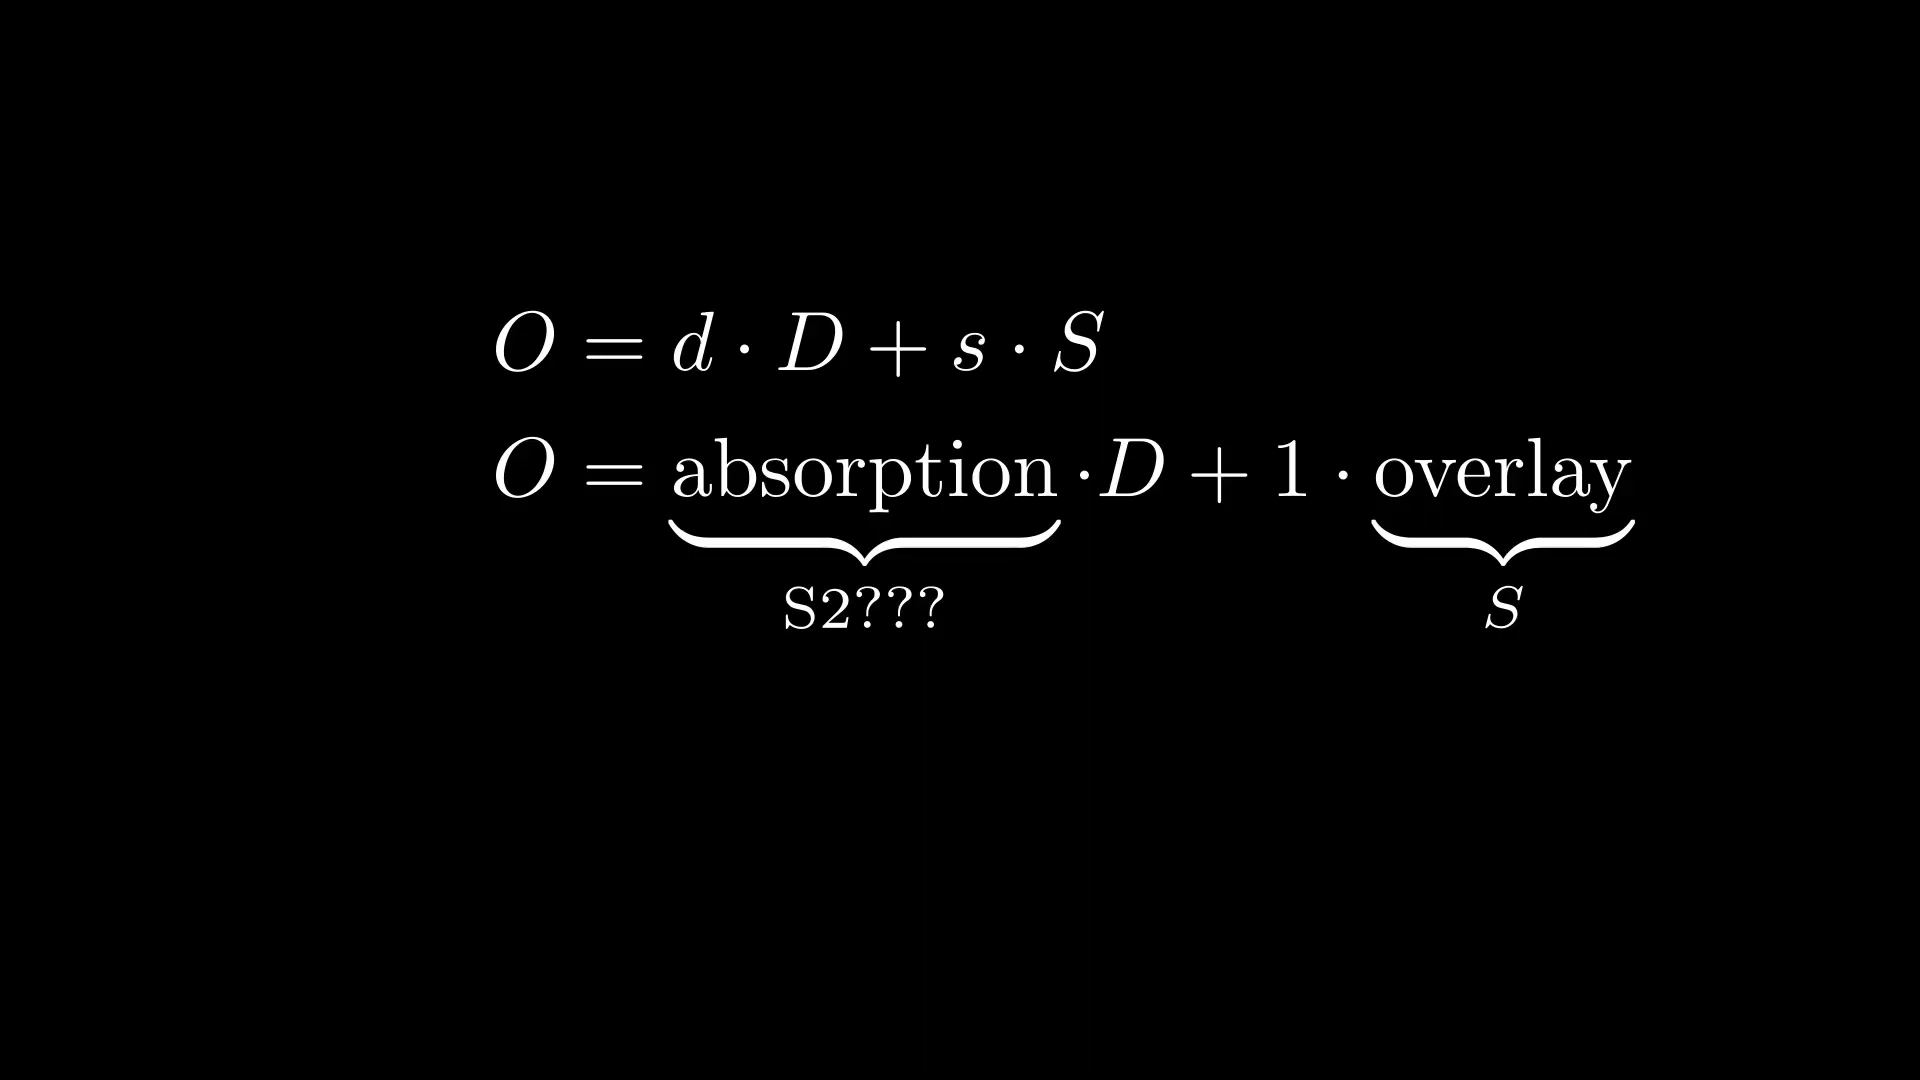 O = d · D + s · S
O = absorption · D + 1 · overlay
S2??? S